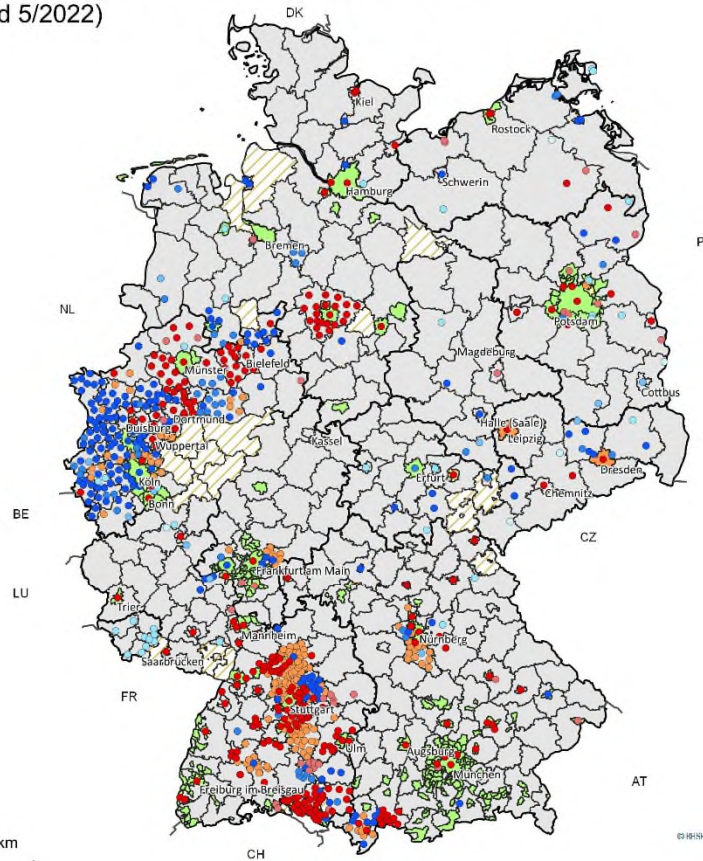 d 5/2022)
DK
Kiel
Rostock
Hamburg
Schwerin
Bremen
P
NL
Potsdam
Magdeburg
Bielefeld
Münster
Cottbus
Dortmund
Duisburg
Halle (Saale)
Leipzig
Wuppertal
Kassel
Dresden
Köln
Erfurt
Bonn
Chemnitz
BE
CZ
Frankfurt am Main
LU
Trier
Mannheim
Nürnberg
Saarbrücken
FR
Stuttgart
Ulm
Augsburg
München
AT
Freiburg im Breisgau
km
CH